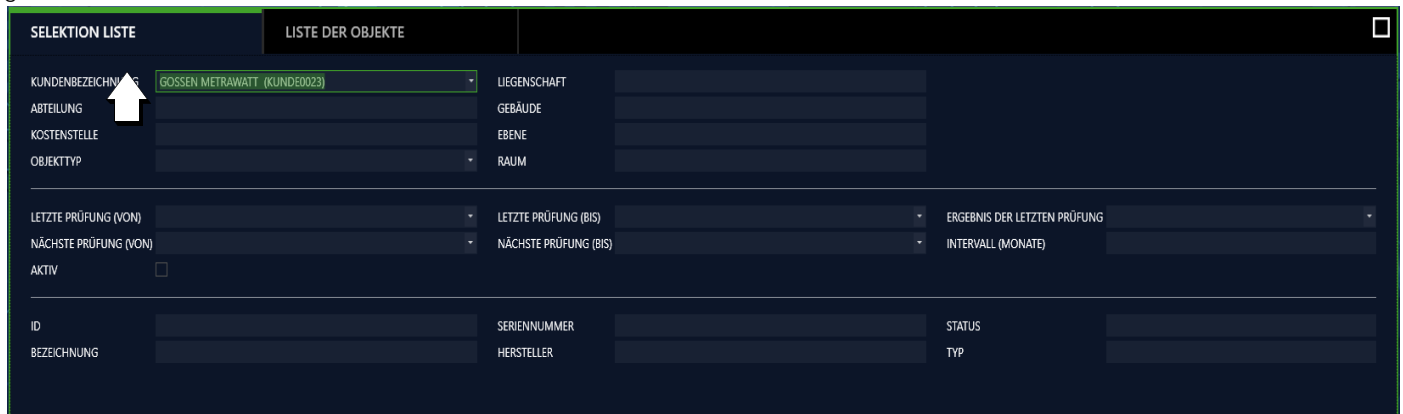 SELEKTION LISTE LISTE DER OBJEKTE
KUNDENBEZEICHNUNG GOSSEN METRAWATT (KUNDE0023) LIEGENSCHAFT
ABTEILUNG GEBÄUDE
KOSTENSTELLE EBENE
OBJEKTTYP RAUM
LETZTE PRÜFUNG (VON) LETZTE PRÜFUNG (BIS) ERGEBNIS DER LETZTEN PRÜFUNG
NÄCHSTE PRÜFUNG (VON) NÄCHSTE PRÜFUNG (BIS) INTERVALL (MONATE)
AKTIV
ID SERIENNUMMER STATUS
BEZEICHNUNG HERSTELLER TYP